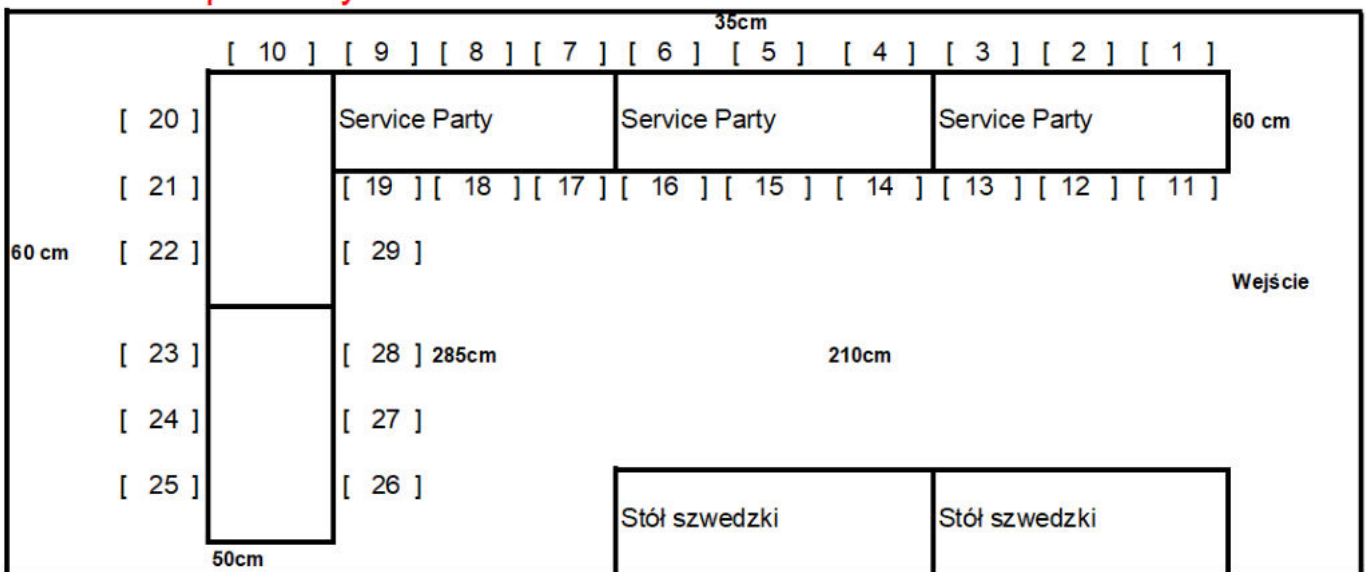 35cm
[ 10 ] [ 9 ] [ 8 ] [ 7 ] [ 6 ] [ 5 ] [ 4 ] [ 3 ] [ 2 ] [ 1 ]
[ 20 ] Service Party Service Party Service Party 60 cm
[ 21 ] [ 19 ] [ 18 ] [ 17 ] [ 16 ] [ 15 ] [ 14 ] [ 13 ] [ 12 ] [ 11 ]
60 cm [ 22 ] [ 29 ]
Wejście
[ 23 ] [ 28 ] 285cm 210cm
[ 24 ] [ 27 ]
[ 25 ] [ 26 ]
Stół szwedzki Stół szwedzki
50cm